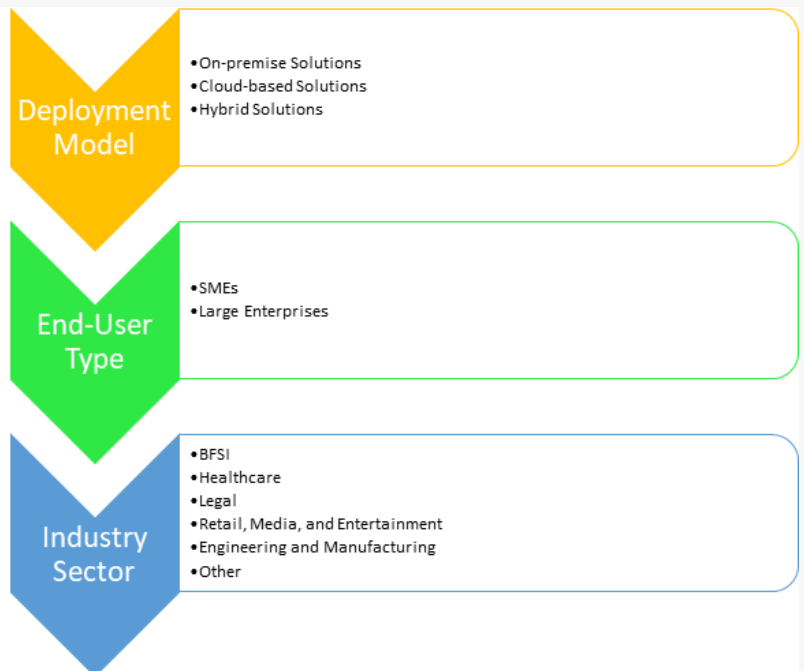 Deployment
Model
•On-premise Solutions
•Cloud-based Solutions
•Hybrid Solutions
End-User
Type
•SMEs
•Large Enterprises
Industry
Sector
•BFSI
•Healthcare
•Legal
•Retail, Media, and Entertainment
•Engineering and Manufacturing
•Other